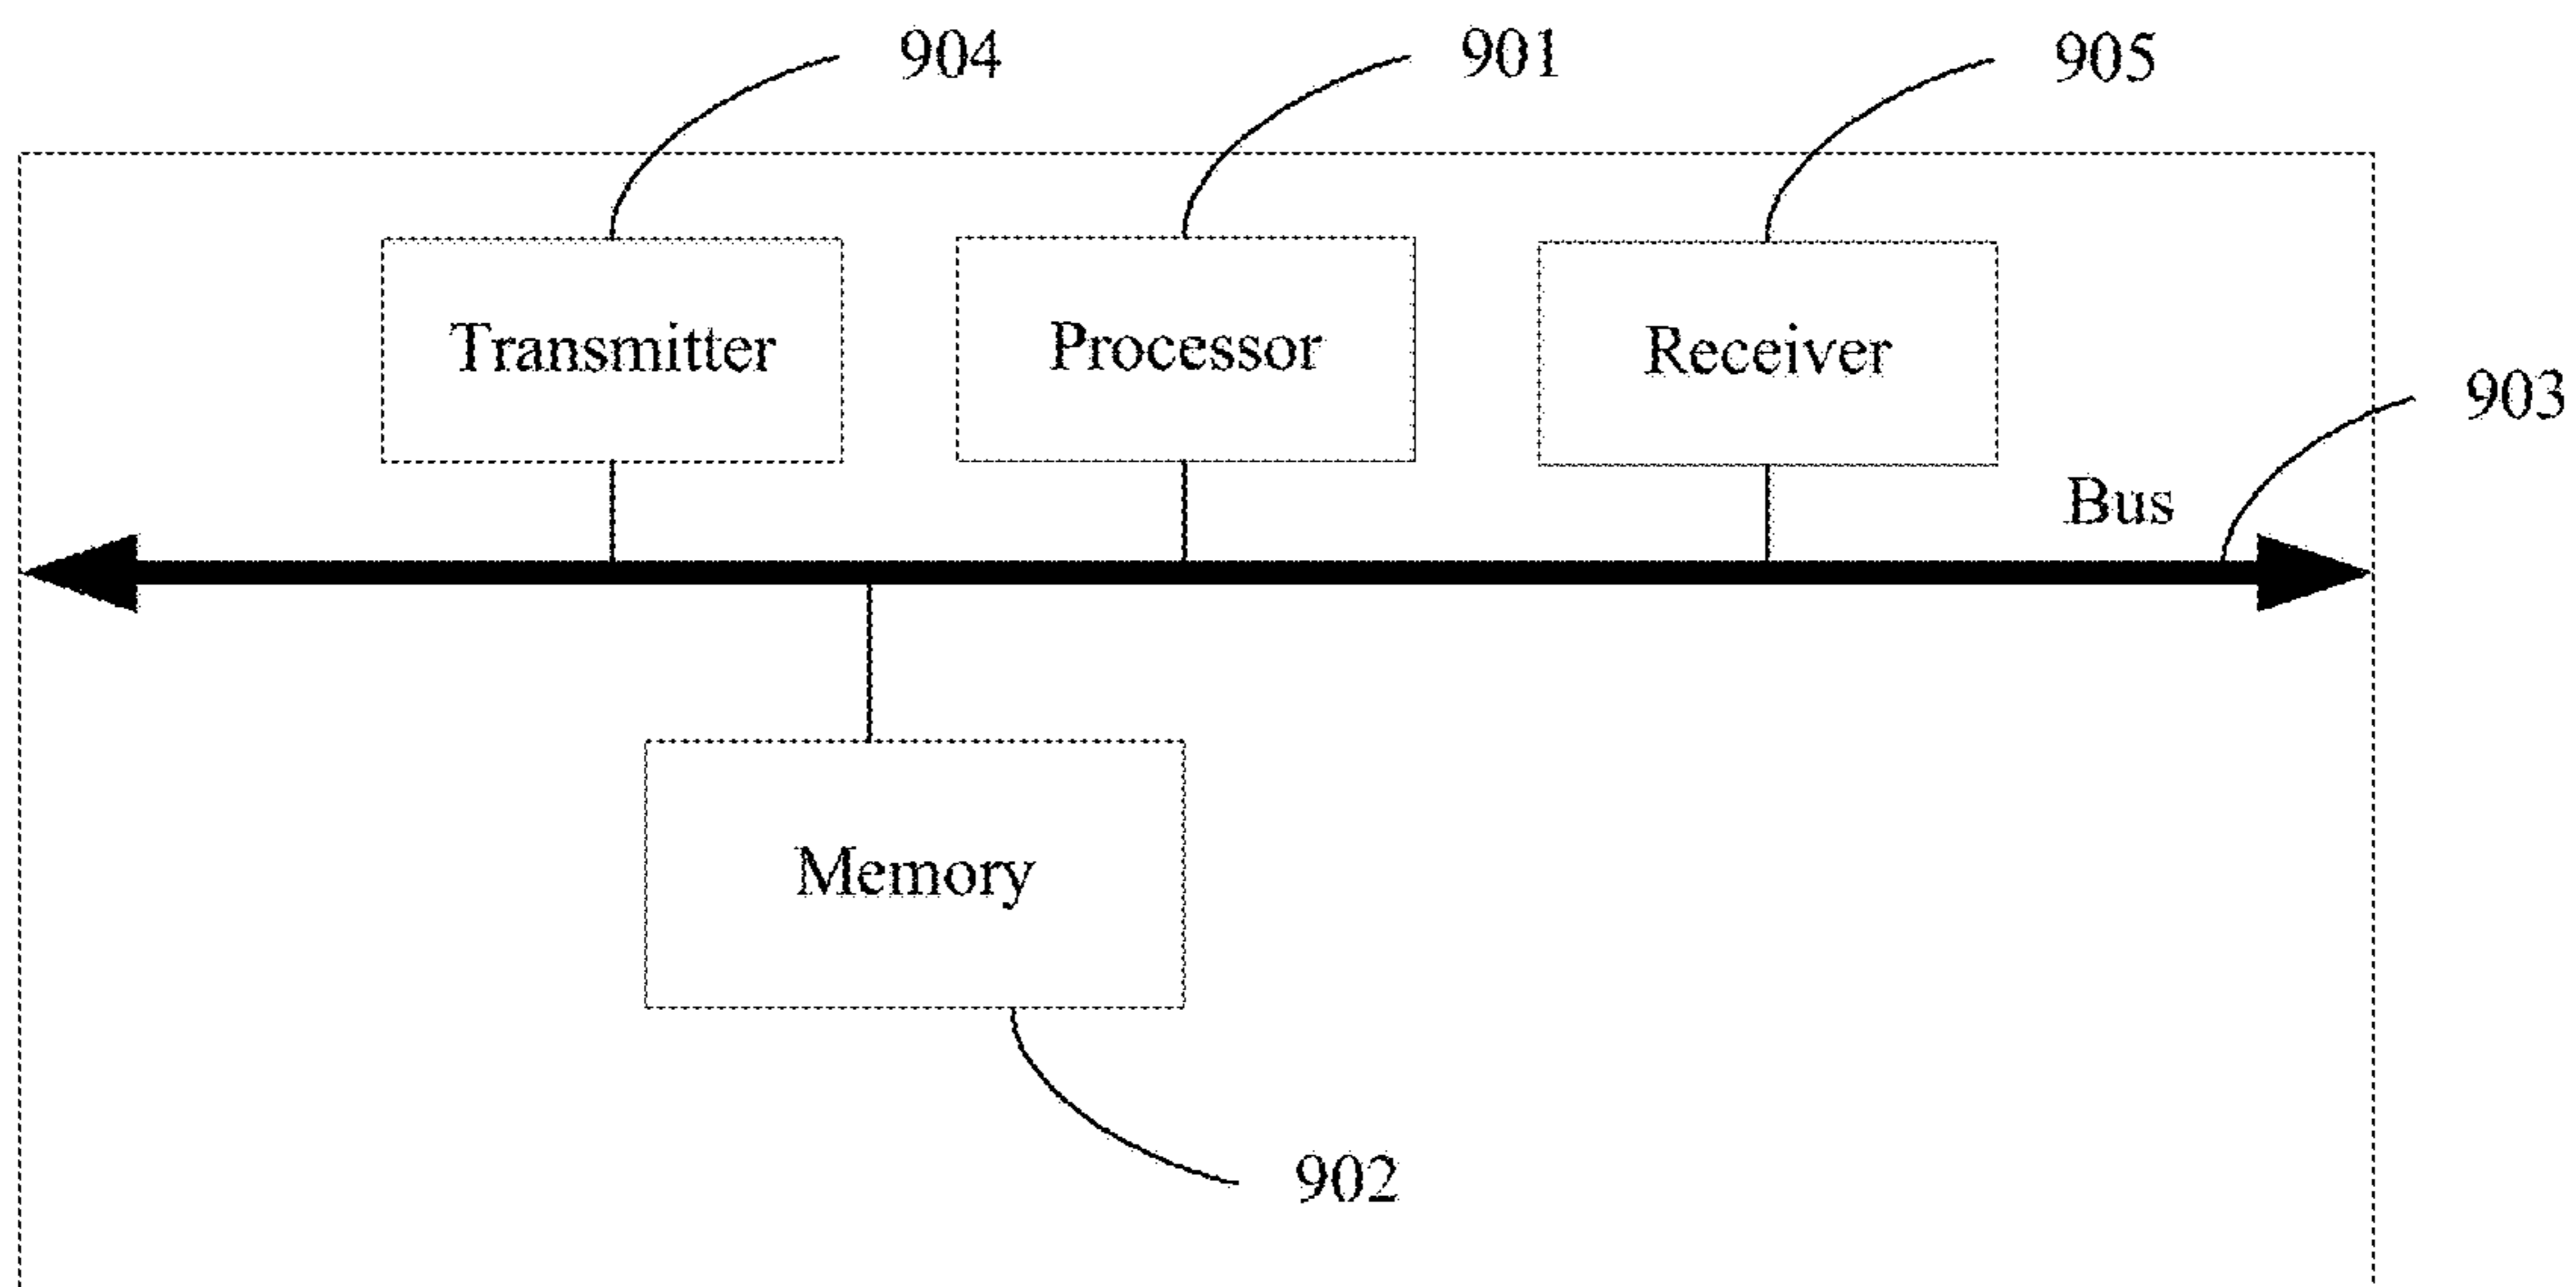 904
901
905
Transmitter
Processor
Receiver
903
Bus
Memory
902